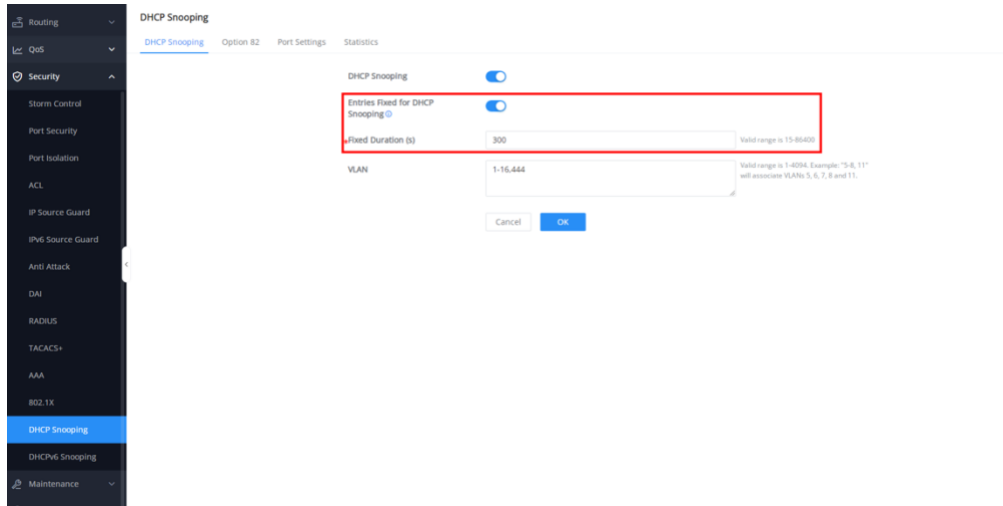 Routing
QoS
Security
Storm Control
Port Security
Port Isolation
ACL
IP Source Guard
IPv6 Source Guard
Anti Attack
DAI
RADIUS
TACACS+
AAA
802.1X
DHCP Snooping
DHCPv6 Snooping
Maintenance
DHCP Snooping
DHCP Snooping
Option 82
Port Settings
Statistics
DHCP Snooping
Entries Fixed for DHCP
Snooping
*Fixed Duration (s)
300
Valid range is 15-86400
VLAN
1-16,444
Valid range is 1-4094. Example: "5-8, 11"
will associate VLANs 5, 6, 7, 8 and 11.
Cancel
OK